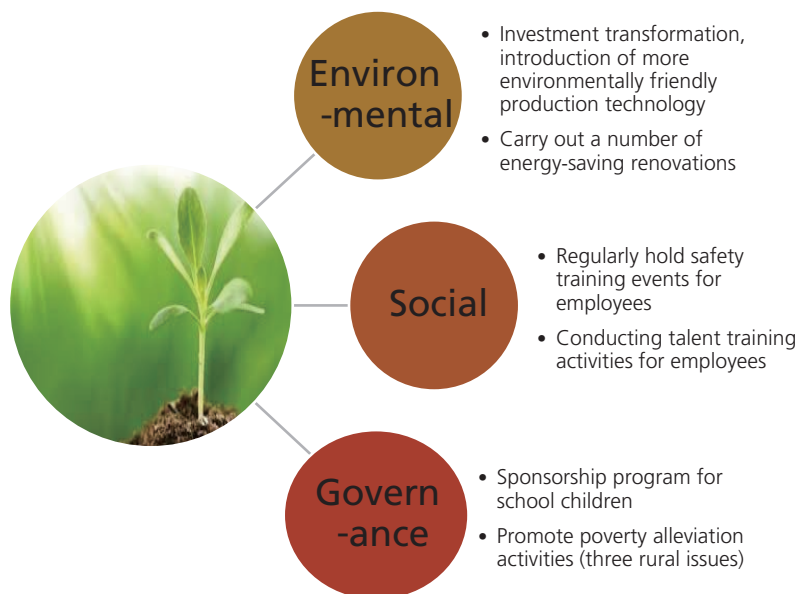 Environ
-mental
• Investment transformation,
introduction of more
environmentally friendly
production technology
• Carry out a number of
energy-saving renovations
Social
• Regularly hold safety
training events for
employees
• Conducting talent training
activities for employees
Govern
-ance
• Sponsorship program for
school children
• Promote poverty alleviation
activities (three rural issues)